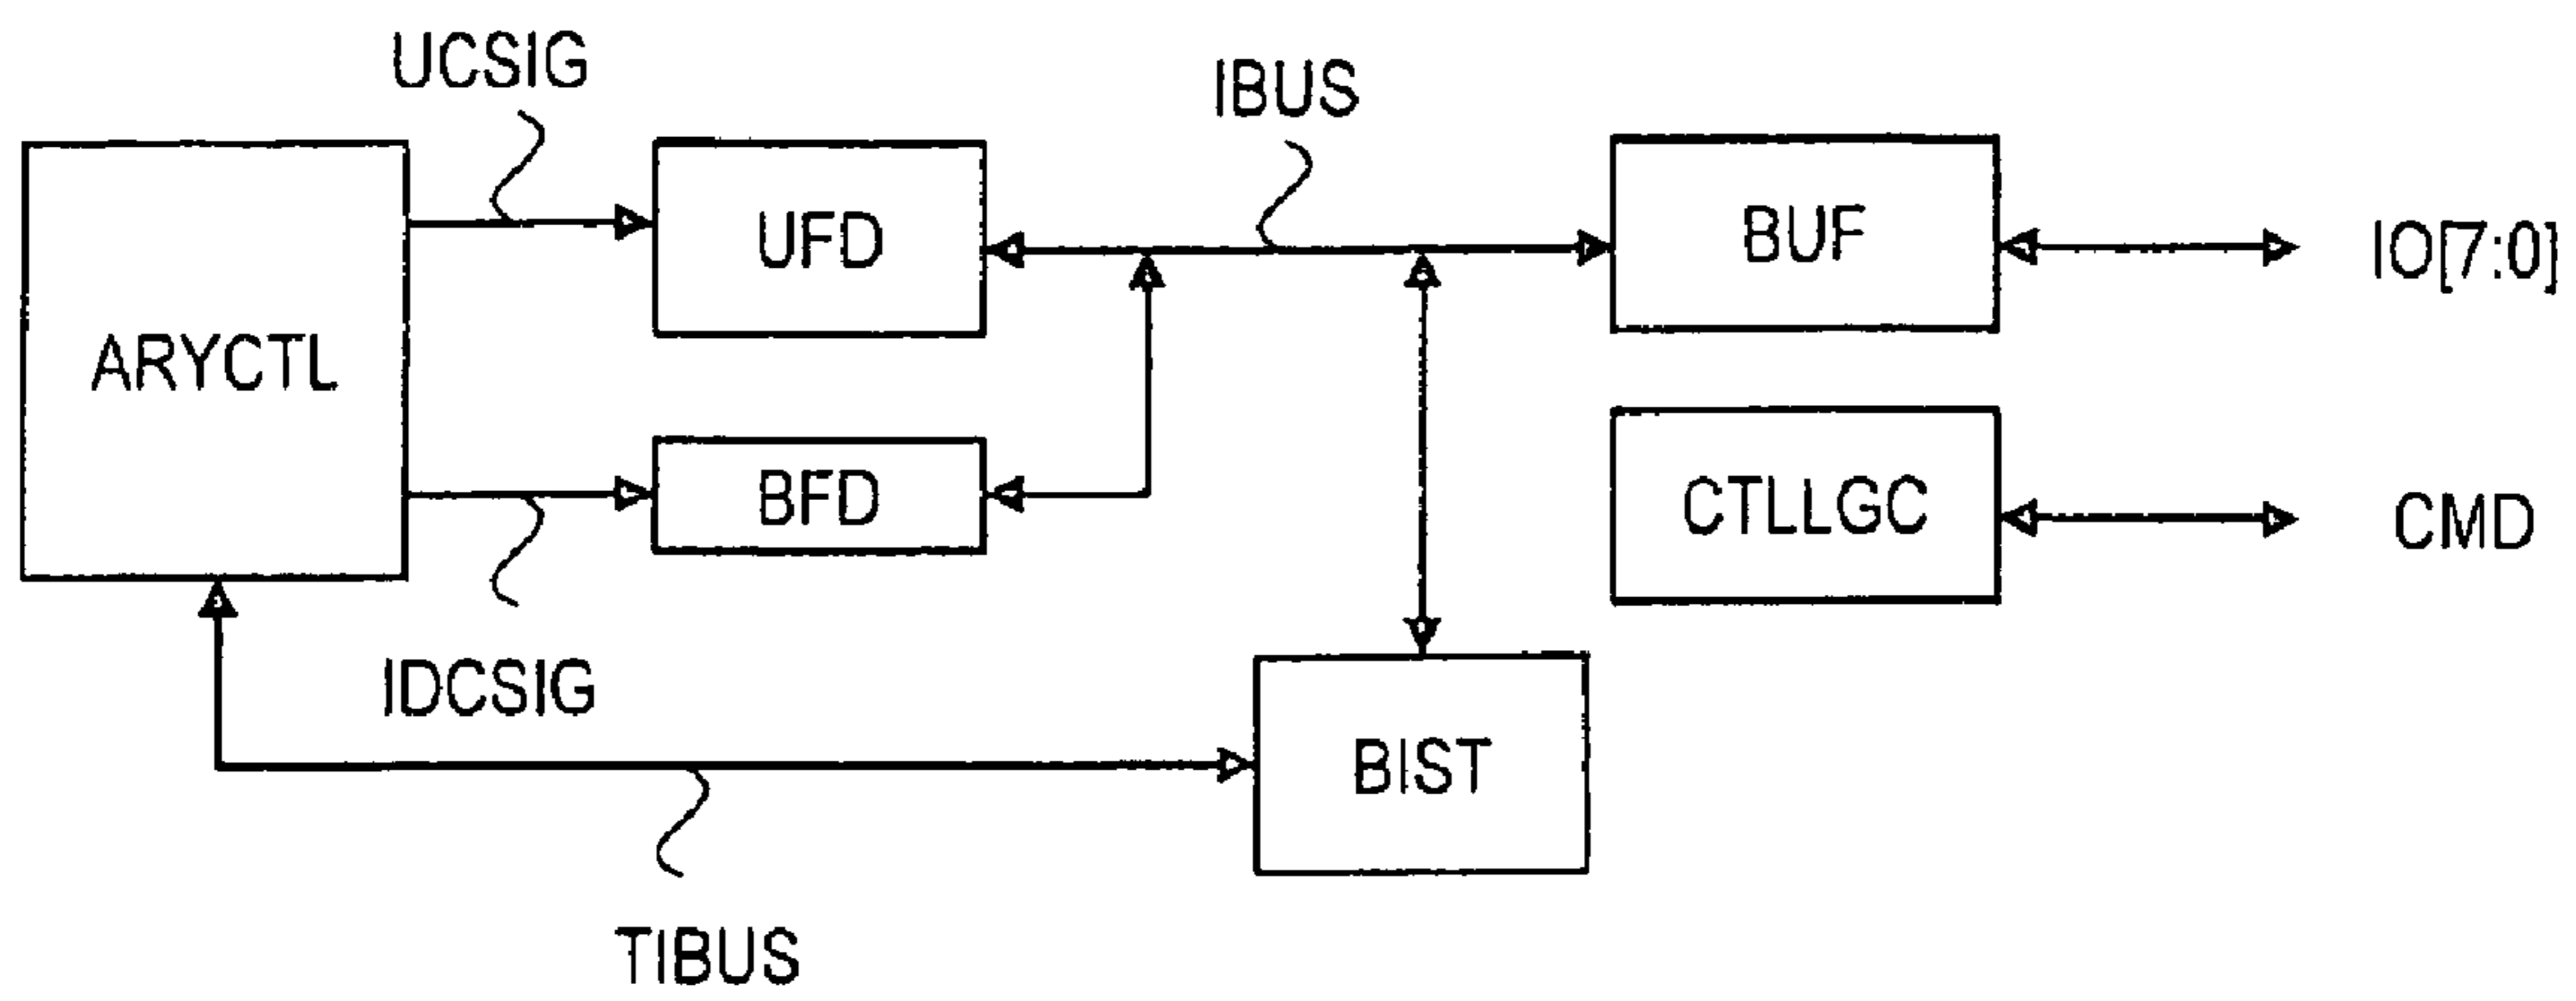 UCSIG
IBUS
UFD
BUF
IO[7:0]
ARYCTL
BFD
CTLLGC
CMD
IDCSIG
BIST
TIBUS